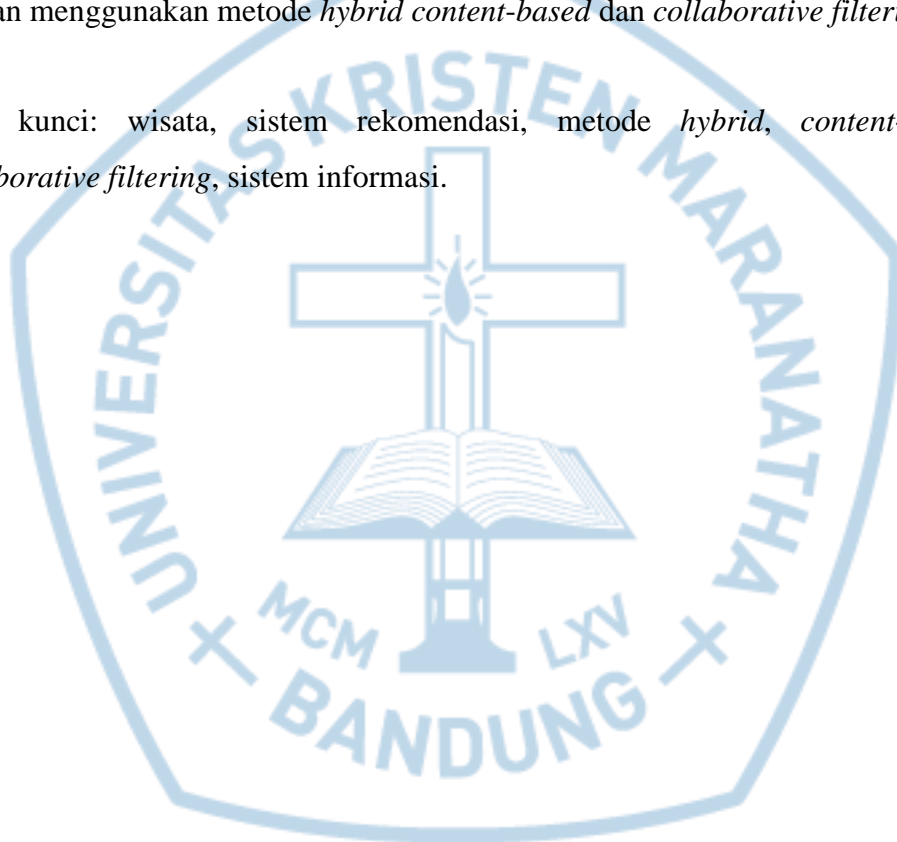 an menggunakan metode hybrid content-based dan collaborative filter
kunci: wisata, sistem rekomendasi, metode hybrid, content-
borative filtering, sistem informasi.
UNIVERSITAS KRISTEN MARANATHA
MCM LXV
+ BANDUNG +